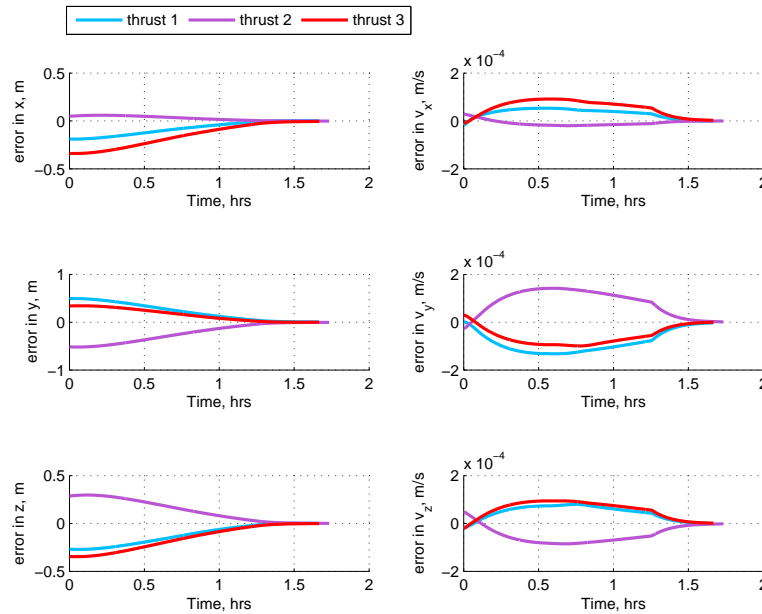 thrust 1 thrust 2 thrust 3
0.5
0
−0.5
0 0.5 1 1.5 2
Time, hrs
error in x, m
x 10⁻⁴
2
0
−2
0 0.5 1 1.5 2
Time, hrs
error in vₓ, m/s
1
0
−1
0 0.5 1 1.5 2
Time, hrs
error in y, m
x 10⁻⁴
2
0
−2
0 0.5 1 1.5 2
Time, hrs
error in v_y, m/s
0.5
0
−0.5
0 0.5 1 1.5 2
Time, hrs
error in z, m
x 10⁻⁴
2
0
−2
0 0.5 1 1.5 2
Time, hrs
error in v_z, m/s